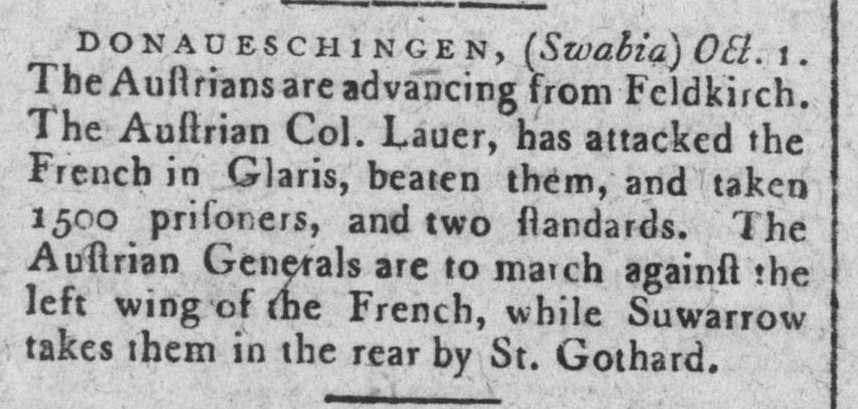 DONAUESCHINGEN, (Swabia) Oct. 1.
The Auſtrians are advancing from Feldkirch.
The Auſtrian Col. Lauer, has attacked the
French in Glaris, beaten them, and taken
1500 priſoners, and two ſtandards. The
Auſtrian Generals are to march againſt the
left wing of the French, while Suwarrow
takes them in the rear by St. Gothard.